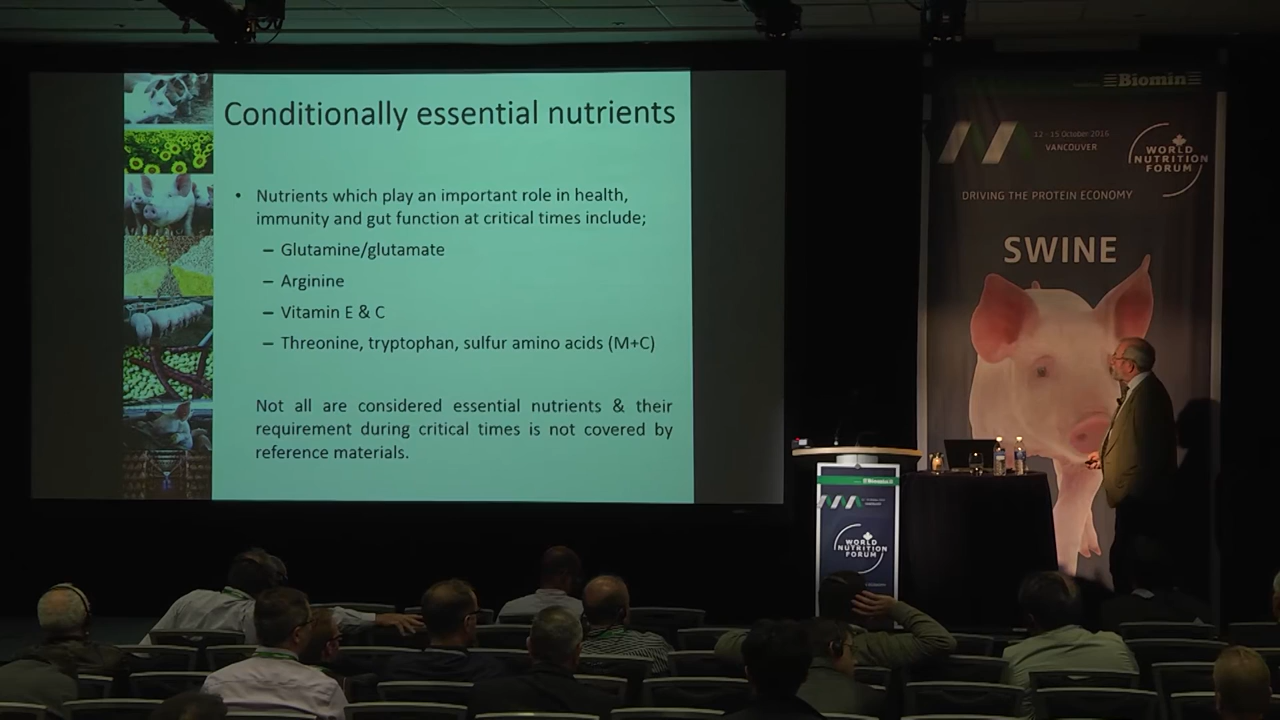 Conditionally essential nutrients
• Nutrients which play an important role in health,
immunity and gut function at critical times include;
– Glutamine/glutamate
– Arginine
– Vitamin E & C
– Threonine, tryptophan, sulfur amino acids (M+C)
Not all are considered essential nutrients & their
requirement during critical times is not covered by
reference materials.
Biomin
12 - 15 October 2016
VANCOUVER
WORLD
NUTRITION
FORUM
DRIVING THE PROTEIN ECONOMY
SWINE
Biomin
VANCOUVER
WORLD
NUTRITION
FORUM